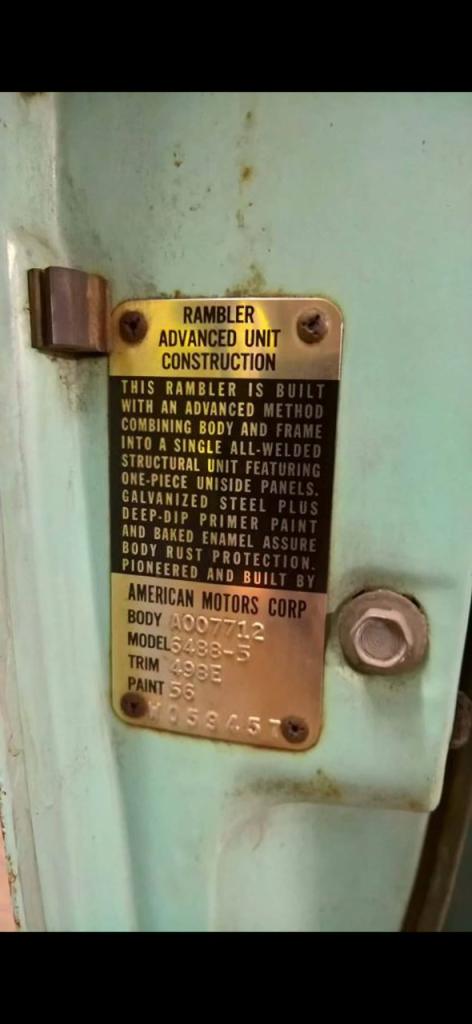 RAMBLER
ADVANCED UNIT
CONSTRUCTION
THIS RAMBLER IS BUILT
WITH AN ADVANCED METHOD
COMBINING BODY AND FRAME
INTO A SINGLE ALL-WELDED
STRUCTURAL UNIT FEATURING
ONE-PIECE UNISIDE PANELS.
GALVANIZED STEEL PLUS
DEEP-DIP PRIMER PAINT
AND BAKED ENAMEL ASSURE
BODY RUST PROTECTION.
PIONEERED AND BUILT BY
AMERICAN MOTORS CORP
BODY A007712
MODEL 6488-5
TRIM 498E
PAINT 56